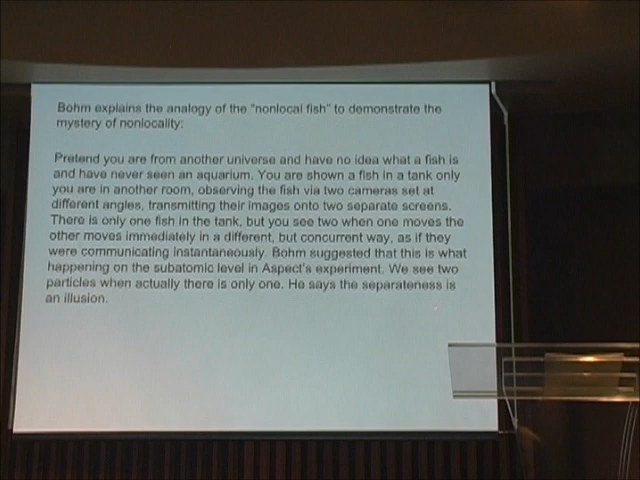 Bohm explains the analogy of the "nonlocal fish" to demonstrate the
mystery of nonlocality:
Pretend you are from another universe and have no idea what a fish is
and have never seen an aquarium. You are shown a fish in a tank only
you are in another room, observing the fish via two cameras set at
different angles, transmitting their images onto two separate screens.
There is only one fish in the tank, but you see two when one moves the
other moves immediately in a different, but concurrent way, as if they
were communicating instantaneously. Bohm suggested that this is what
happening on the subatomic level in Aspect's experiment. We see two
particles when actually there is only one. He says the separateness is
an illusion.